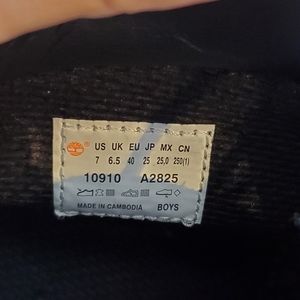 US UK EU JP MX CN
7 6.5 40 25 25,0 250(1)
10910 A2825
MADE IN CAMBODIA BOYS